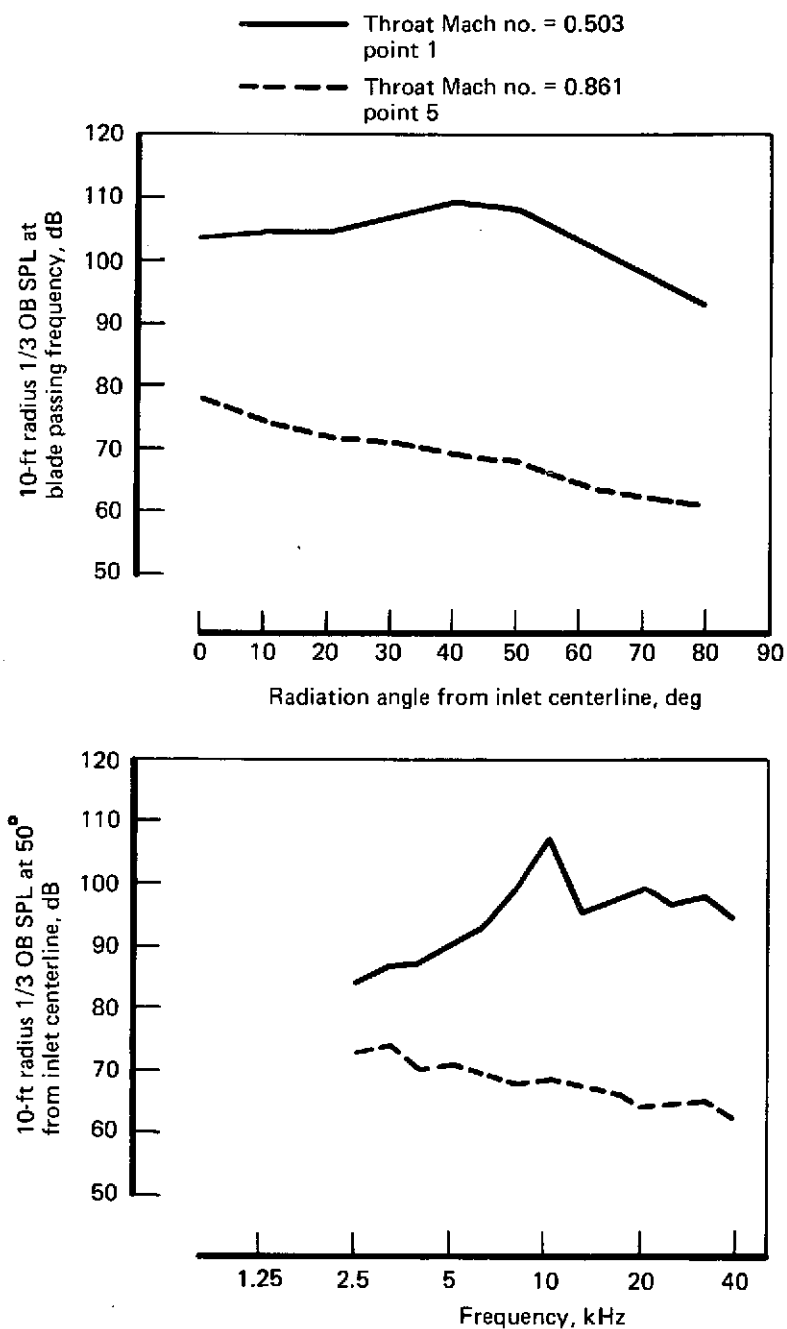 Throat Mach no. = 0.503
point 1
Throat Mach no. = 0.861
point 5
10-ft radius 1/3 OB SPL at
blade passing frequency, dB
120
110
100
90
80
70
60
50
0 10 20 30 40 50 60 70 80 90
Radiation angle from inlet centerline, deg
10-ft radius 1/3 OB SPL at 50°
from inlet centerline, dB
120
110
100
90
80
70
60
50
1.25 2.5 5 10 20 40
Frequency, kHz